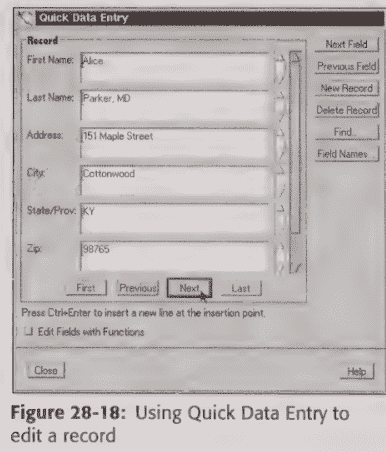 Quick Data Entry
Record
First Name: Alice
Last Name: Parker, MD
Address: 151 Maple Street
City: Cottonwood
State/Prov: KY
Zip: 98765
Next Field
Previous Field
New Record
Delete Record
Find...
Field Names...
First Previous Next Last
Press Ctrl+Enter to insert a new line at the insertion point.
Edit Fields with Functions
Close Help
Figure 28-18: Using Quick Data Entry to
edit a record